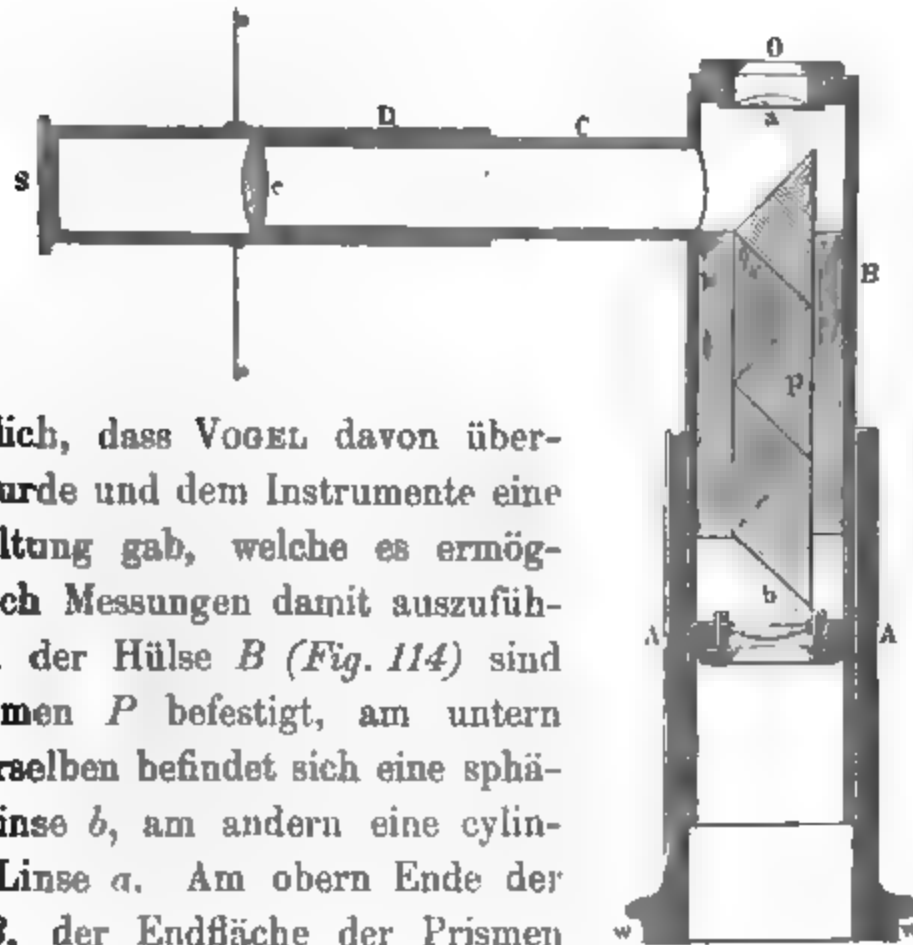 O
a
D
C
S
e
B
P
lich, dass VOGEL davon über-
urde und dem Instrumente eine
ltung gab, welche es ermög-
ch Messungen damit auszufüh-
der Hülse B (Fig. 114) sind
men P befestigt, am untern
rselben befindet sich eine sphä-
inse b, am andern eine cylin-
Linse a. Am obern Ende der
B, der Endfläche der Prismen
b
A
A
w
w